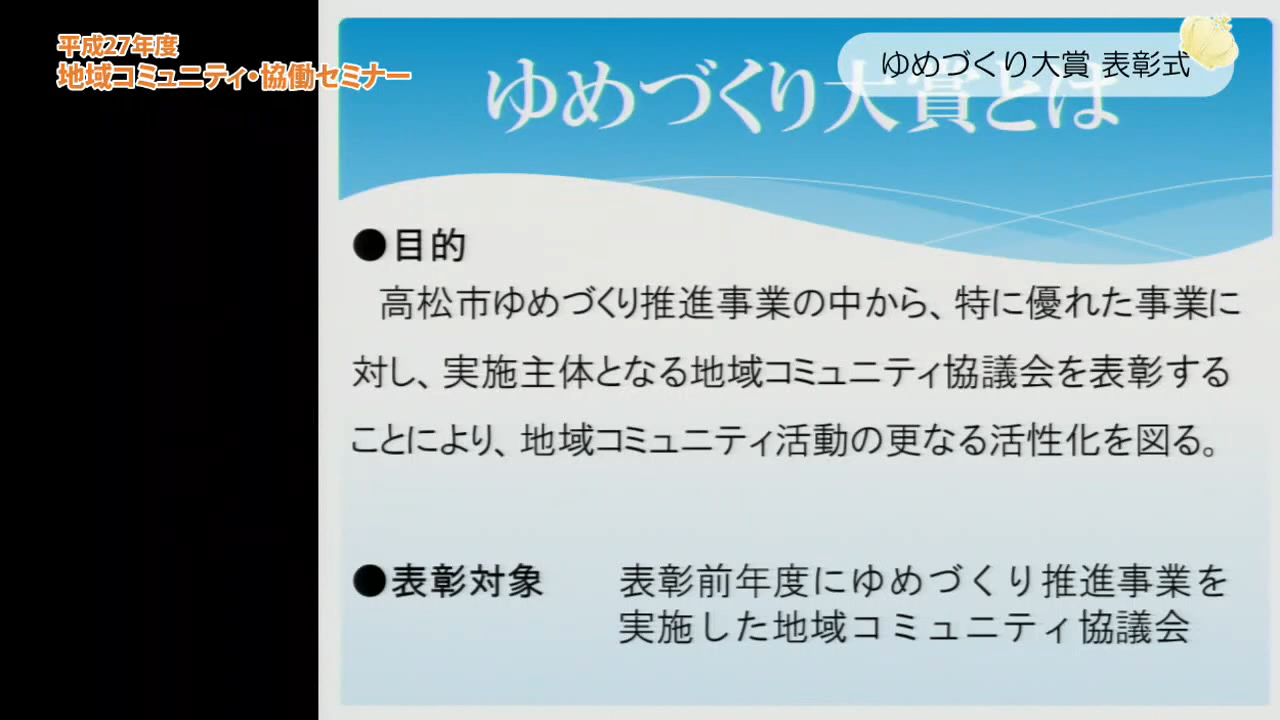 平成27年度
地域コミュニティ・協働セミナー
ゆめづくり大賞 表彰式
ゆめづくり大賞とは
●目的
高松市ゆめづくり推進事業の中から、特に優れた事業に
対し、実施主体となる地域コミュニティ協議会を表彰する
ことにより、地域コミュニティ活動の更なる活性化を図る。
●表彰対象 表彰前年度にゆめづくり推進事業を
実施した地域コミュニティ協議会